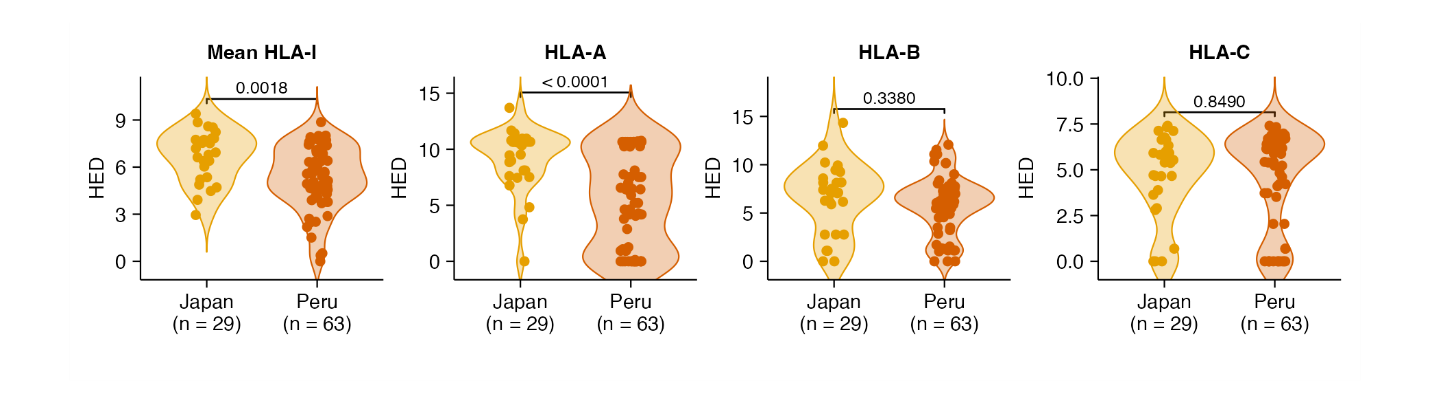 Mean HLA-I
HLA-A
HLA-B
HLA-C
0.0018
< 0.0001
0.3380
0.8490
HED
9
6
3
0
HED
15
10
5
0
HED
15
10
5
0
HED
10.0
7.5
5.0
2.5
0.0
Japan
(n = 29)
Peru
(n = 63)
Japan
(n = 29)
Peru
(n = 63)
Japan
(n = 29)
Peru
(n = 63)
Japan
(n = 29)
Peru
(n = 63)